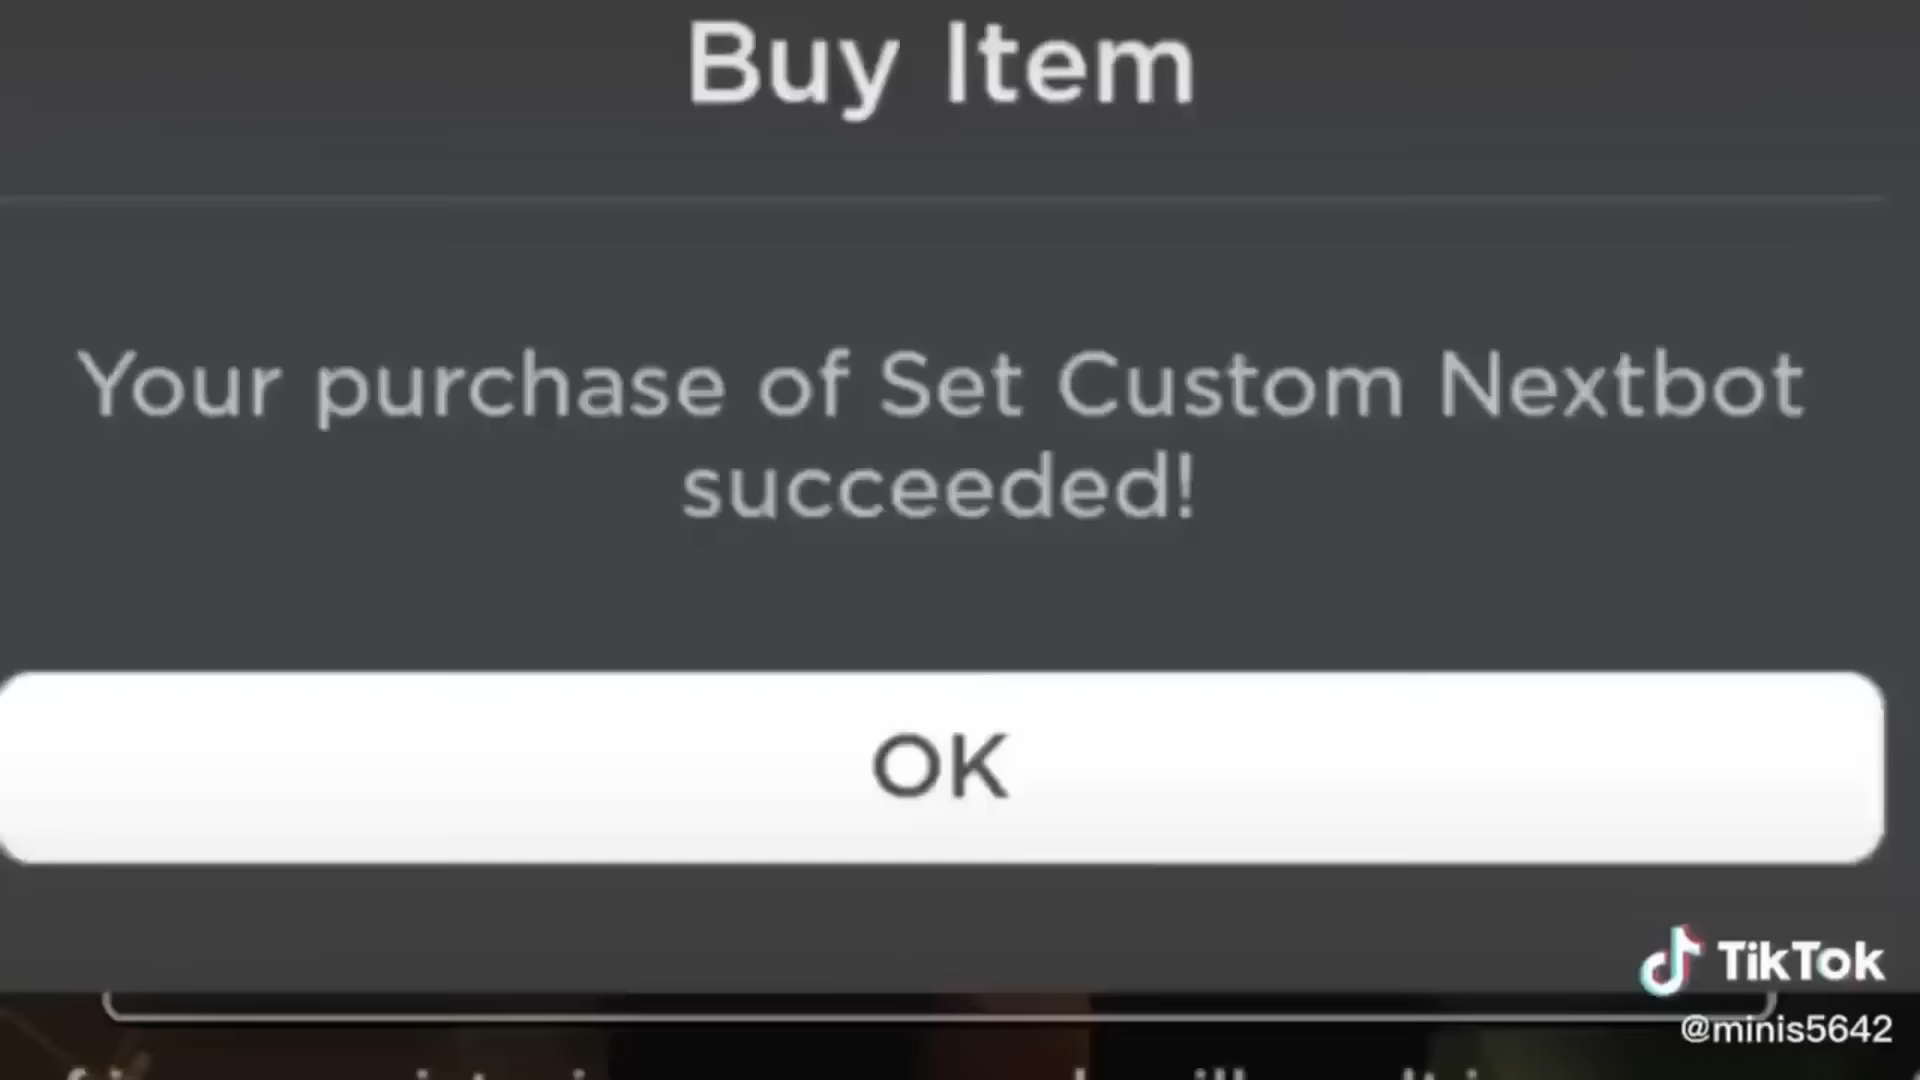 Buy Item
Your purchase of Set Custom Nextbot
succeeded!
OK
TikTok
@minis5642